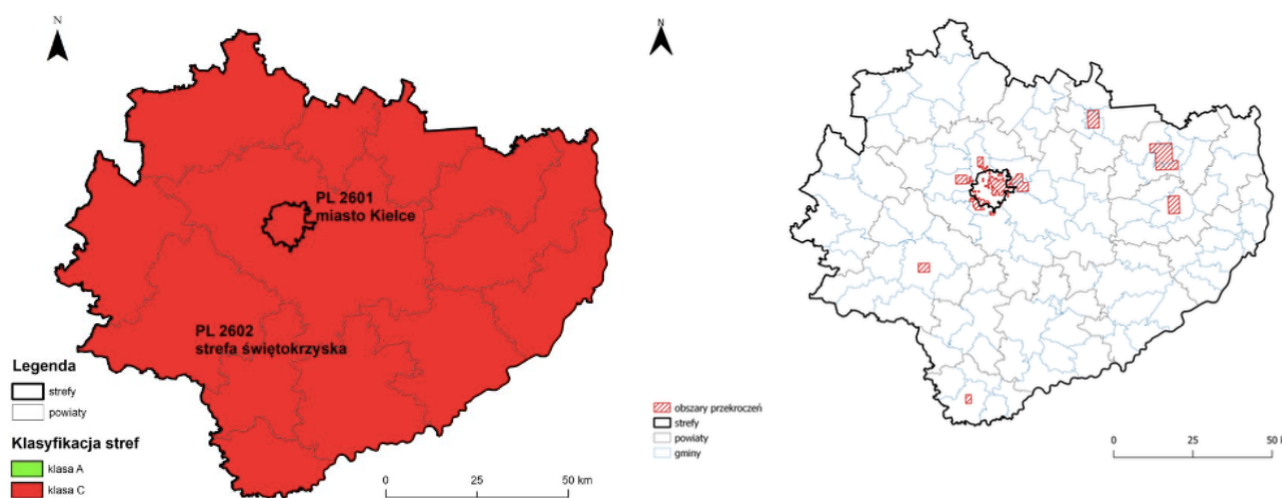 N
PL 2601
miasto Kielce
PL 2602
strefa świętokrzyska
Legenda
strefy
powiaty
Klasyfikacja stref
klasa A
klasa C
0 25 50 km
N
obszary przekroczeń
strefy
powiaty
gminy
0 25 50 k